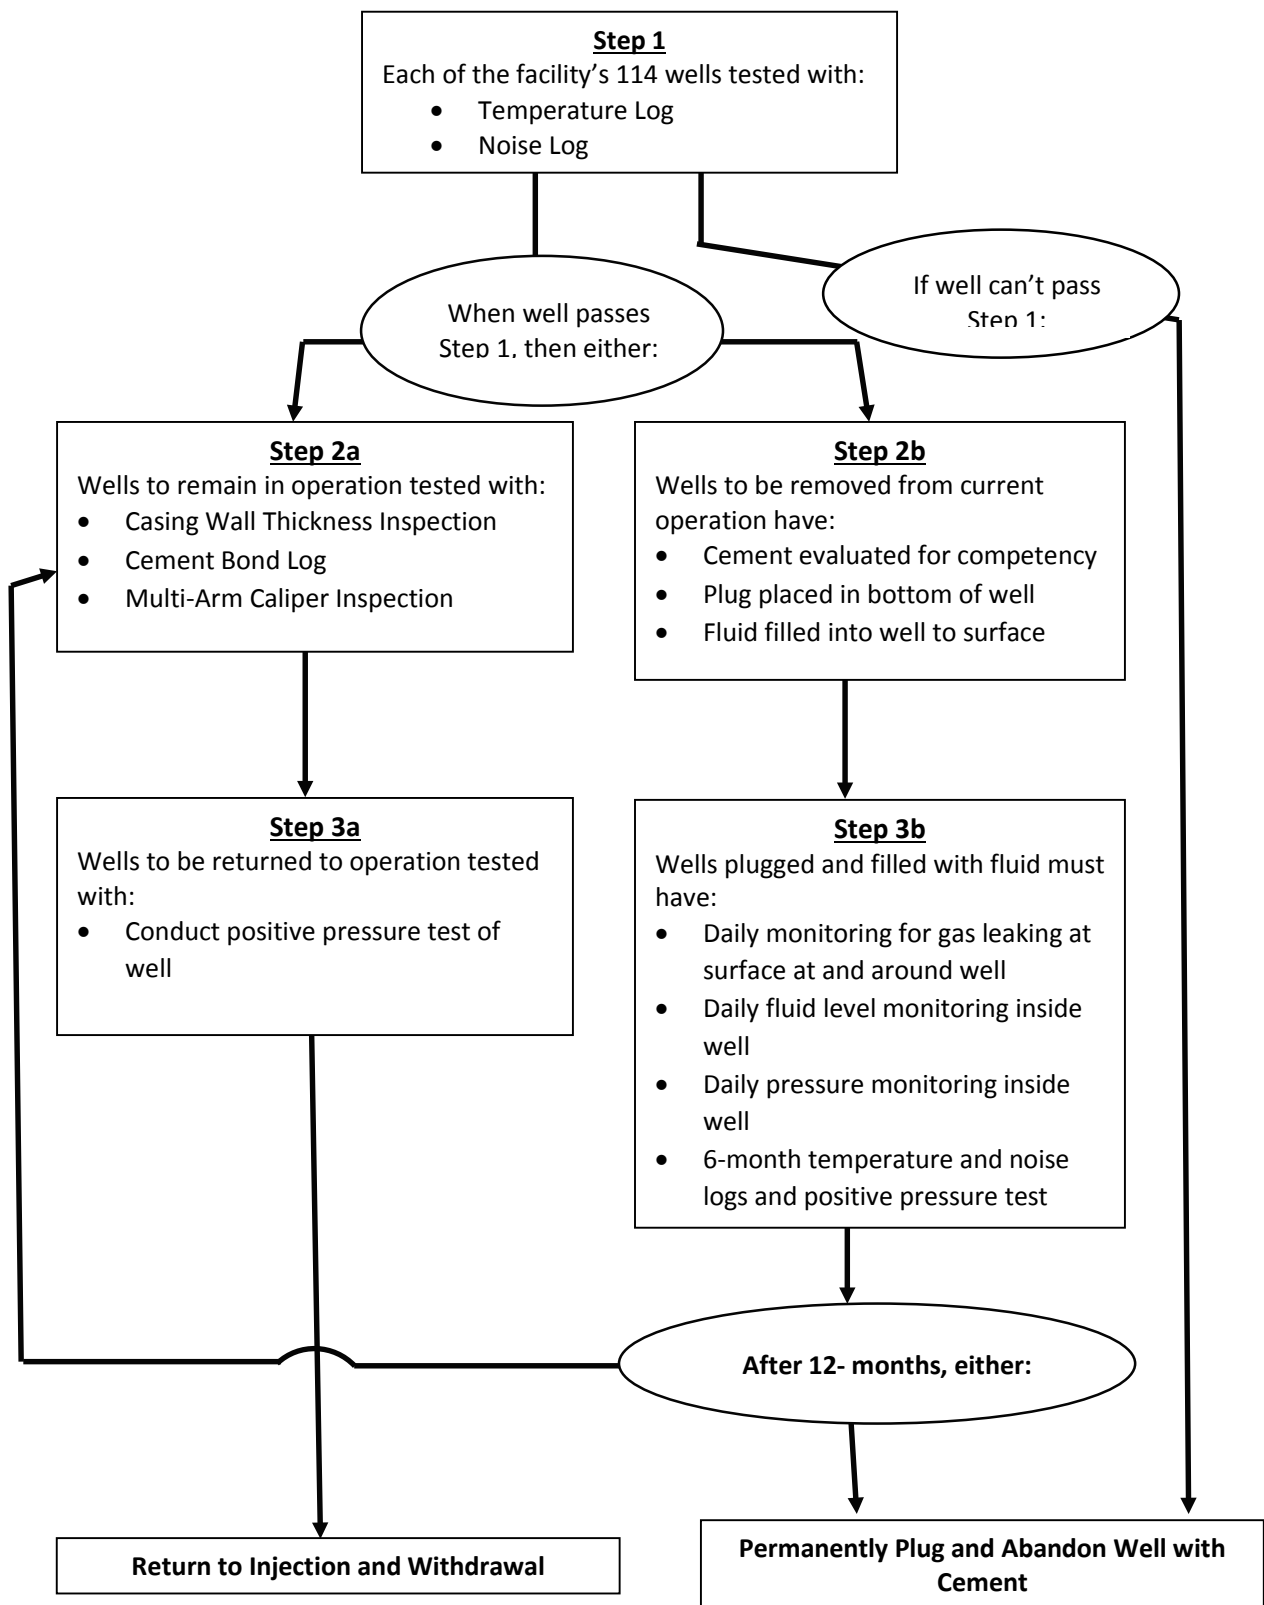 Step 1
Each of the facility’s 114 wells tested with:
• Temperature Log
• Noise Log
When well passes
Step 1, then either:
If well can’t pass
Step 1:
Step 2a
Wells to remain in operation tested with:
• Casing Wall Thickness Inspection
• Cement Bond Log
• Multi-Arm Caliper Inspection
Step 2b
Wells to be removed from current
operation have:
• Cement evaluated for competency
• Plug placed in bottom of well
• Fluid filled into well to surface
Step 3a
Wells to be returned to operation tested
with:
• Conduct positive pressure test of
well
Step 3b
Wells plugged and filled with fluid must
have:
• Daily monitoring for gas leaking at
surface at and around well
• Daily fluid level monitoring inside
well
• Daily pressure monitoring inside
well
• 6-month temperature and noise
logs and positive pressure test
After 12- months, either:
Return to Injection and Withdrawal
Permanently Plug and Abandon Well with
Cement